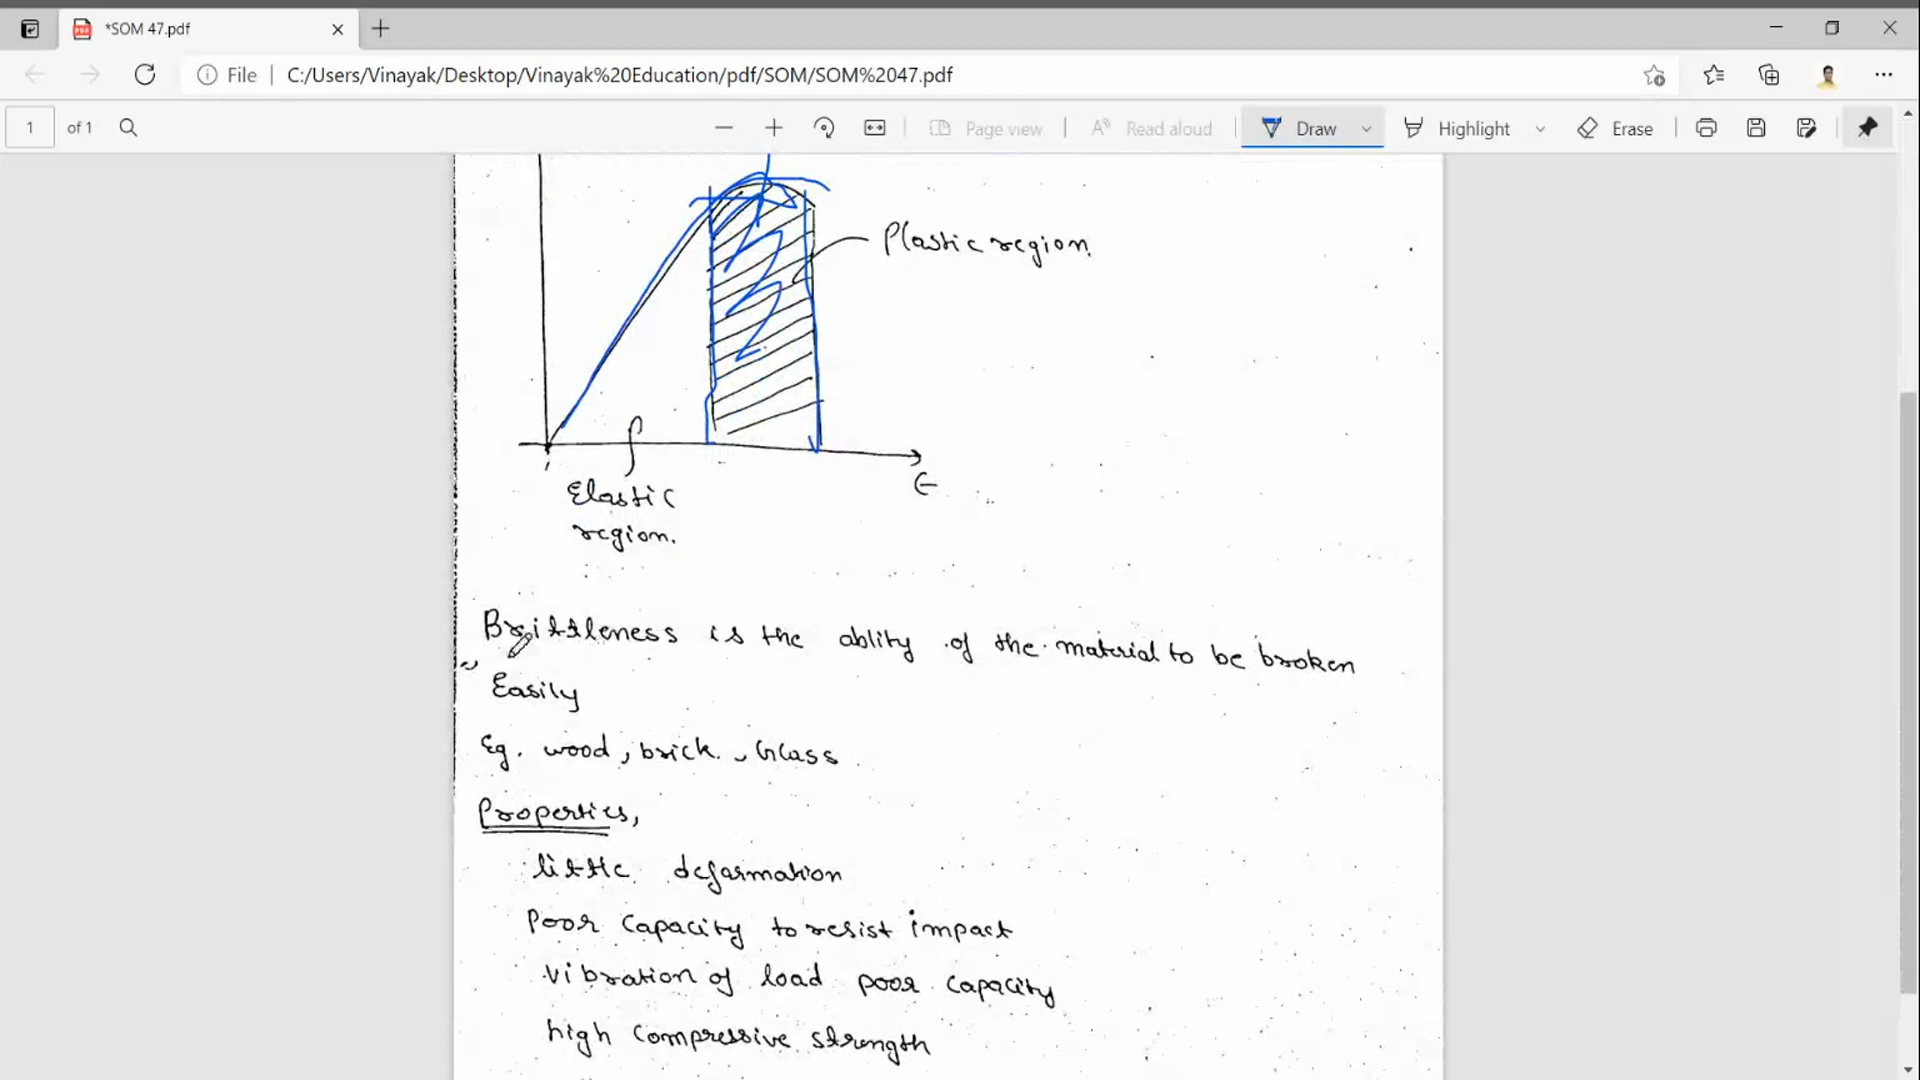 *SOM 47.pdf
File
C:/Users/Vinayak/Desktop/Vinayak%20Education/pdf/SOM/SOM%2047.pdf
1 of 1
Page view
Read aloud
Draw
Highlight
Erase
Plastic region.
Є
Elastic
region.
Brittleness is the ablity of the material to be broken
Easily
Eg. wood, brick, Glass
Properties,
little deformation
Poor capacity to resist impact
vibration of load poor capacity
high compressive strength